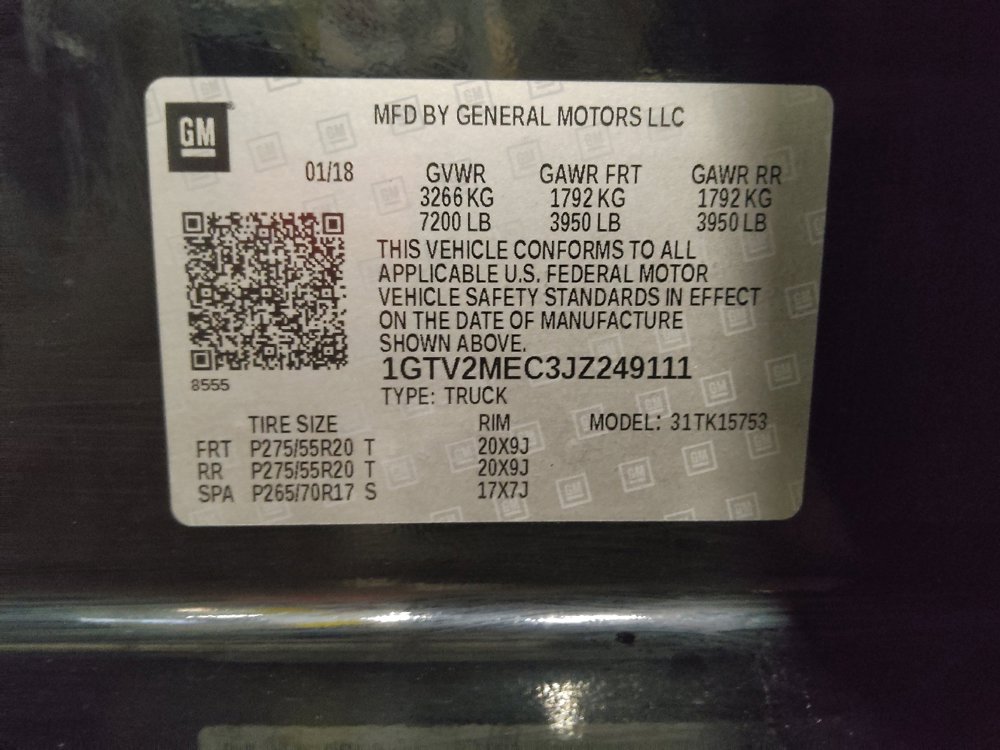 GM
MFD BY GENERAL MOTORS LLC
01/18 GVWR GAWR FRT GAWR RR
3266 KG 1792 KG 1792 KG
7200 LB 3950 LB 3950 LB
THIS VEHICLE CONFORMS TO ALL
APPLICABLE U.S. FEDERAL MOTOR
VEHICLE SAFETY STANDARDS IN EFFECT
ON THE DATE OF MANUFACTURE
SHOWN ABOVE.
1GTV2MEC3JZ249111
8555
TYPE: TRUCK
TIRE SIZE RIM MODEL: 31TK15753
FRT P275/55R20 T 20X9J
RR P275/55R20 T 20X9J
SPA P265/70R17 S 17X7J